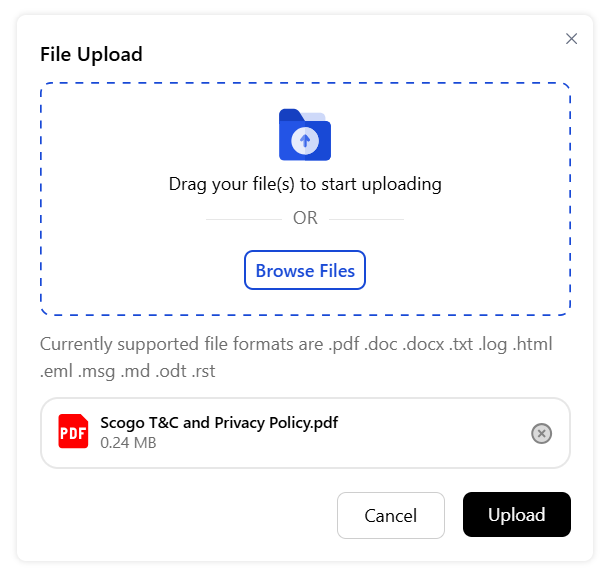 File Upload
Drag your file(s) to start uploading
OR
Browse Files
Currently supported file formats are .pdf .doc .docx .txt .log .html
.eml .msg .md .odt .rst
PDF
Scogo T&C and Privacy Policy.pdf
0.24 MB
Cancel
Upload